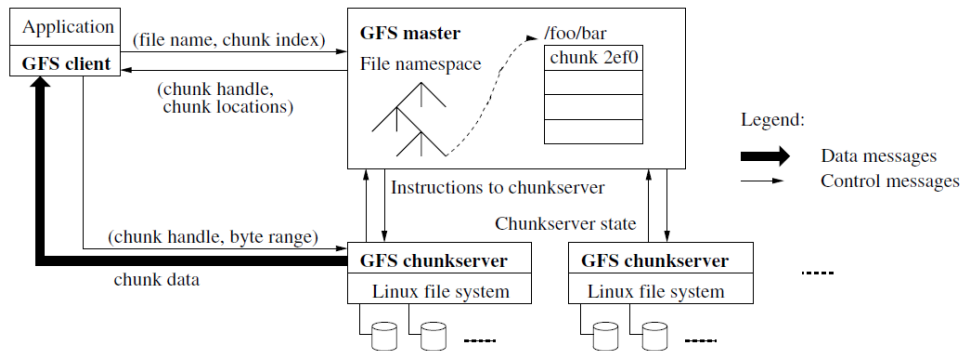 Application
GFS client
(file name, chunk index)
(chunk handle,
chunk locations)
GFS master
File namespace
/foo/bar
chunk 2ef0
Legend:
Data messages
Control messages
Instructions to chunkserver
Chunkserver state
(chunk handle, byte range)
chunk data
GFS chunkserver
Linux file system
GFS chunkserver
Linux file system